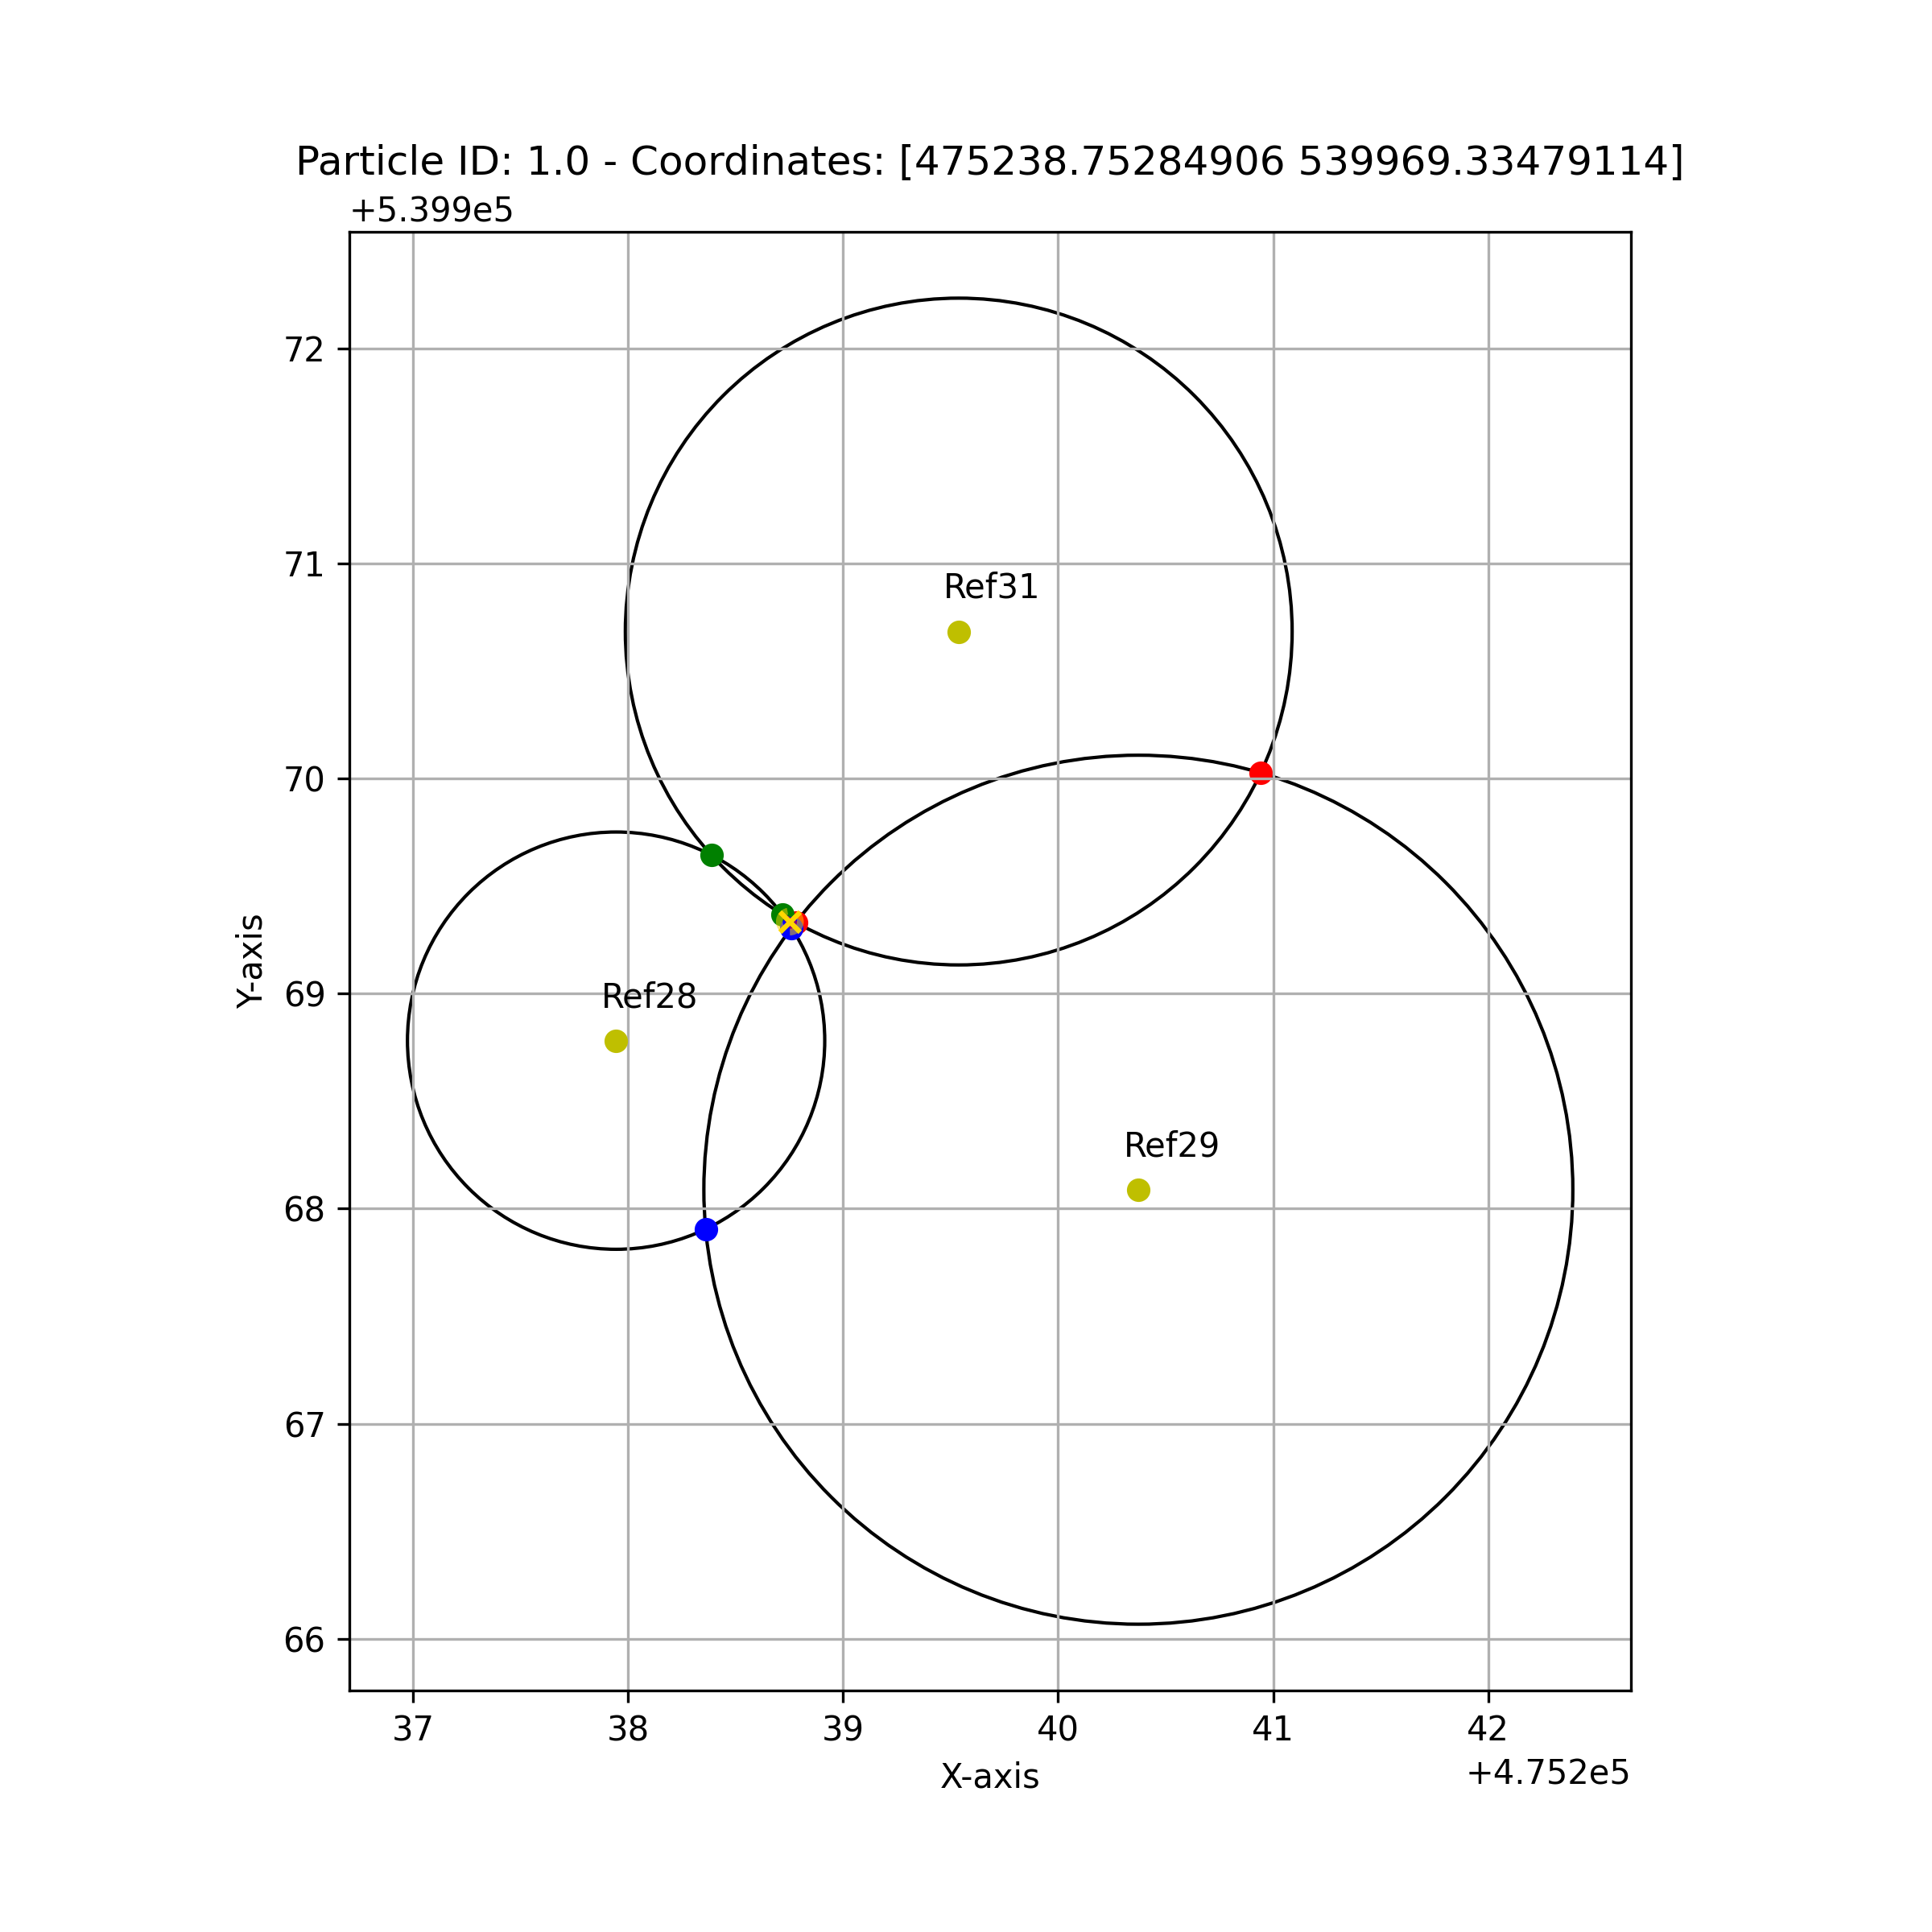 Particle ID: 1.0 - Coordinates: [475238.75284906 539969.33479114]
+5.399e5
72
71
Ref31
70
69
Ref28
Y-axis
Ref29
68
67
66
37 38 39 40 41 42
X-axis
+4.752e5